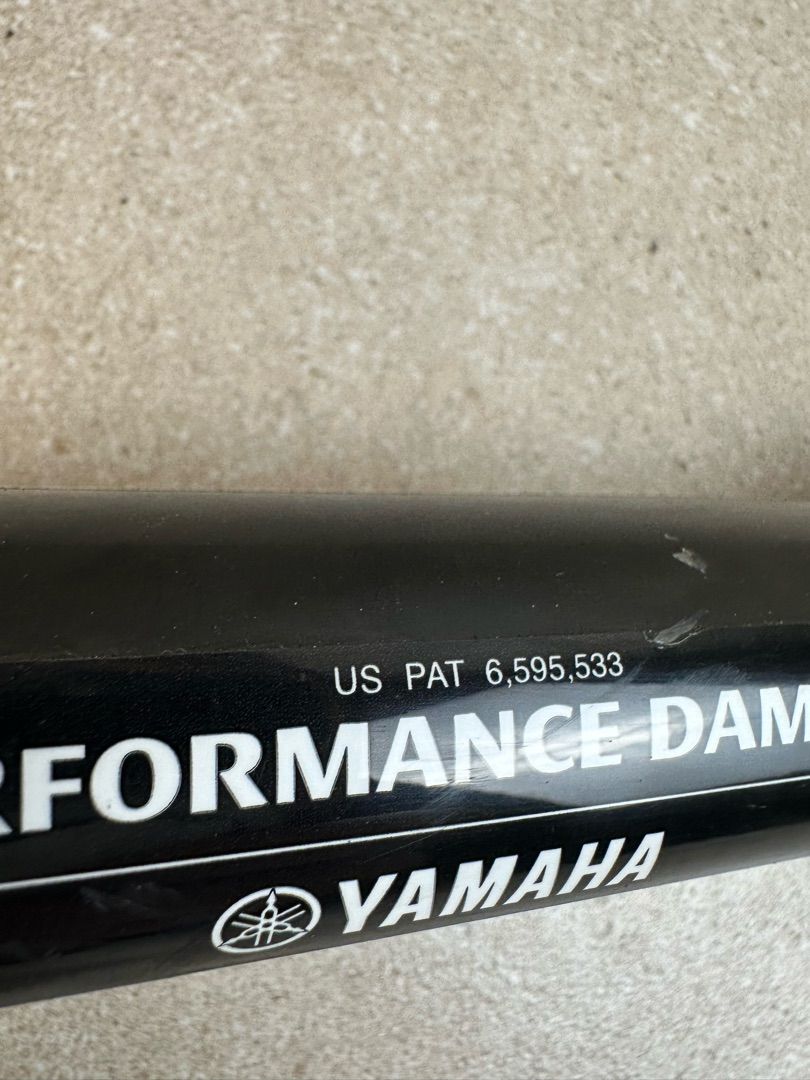 US PAT 6,595,533
RFORMANCE DAM
YAMAHA